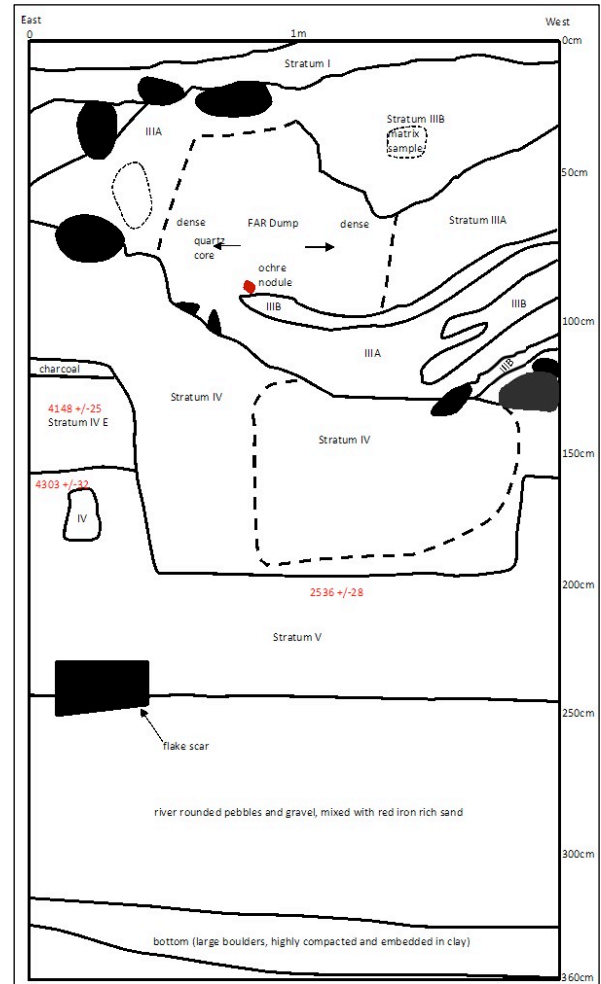 East
West
0
1m
0cm
Stratum I
IIIA
Stratum IIIB
matrix
sample
50cm
dense
FAR Dump
dense
Stratum IIIA
quartz
core
ochre
nodule
IIIB
IIIB
100cm
IIIA
IIIB
charcoal
Stratum IV
4148 +/-25
Stratum IV E
Stratum IV
150cm
4303 +/-32
IV
200cm
2536 +/-28
Stratum V
250cm
flake scar
river rounded pebbles and gravel, mixed with red iron rich sand
300cm
bottom (large boulders, highly compacted and embedded in clay)
360cm